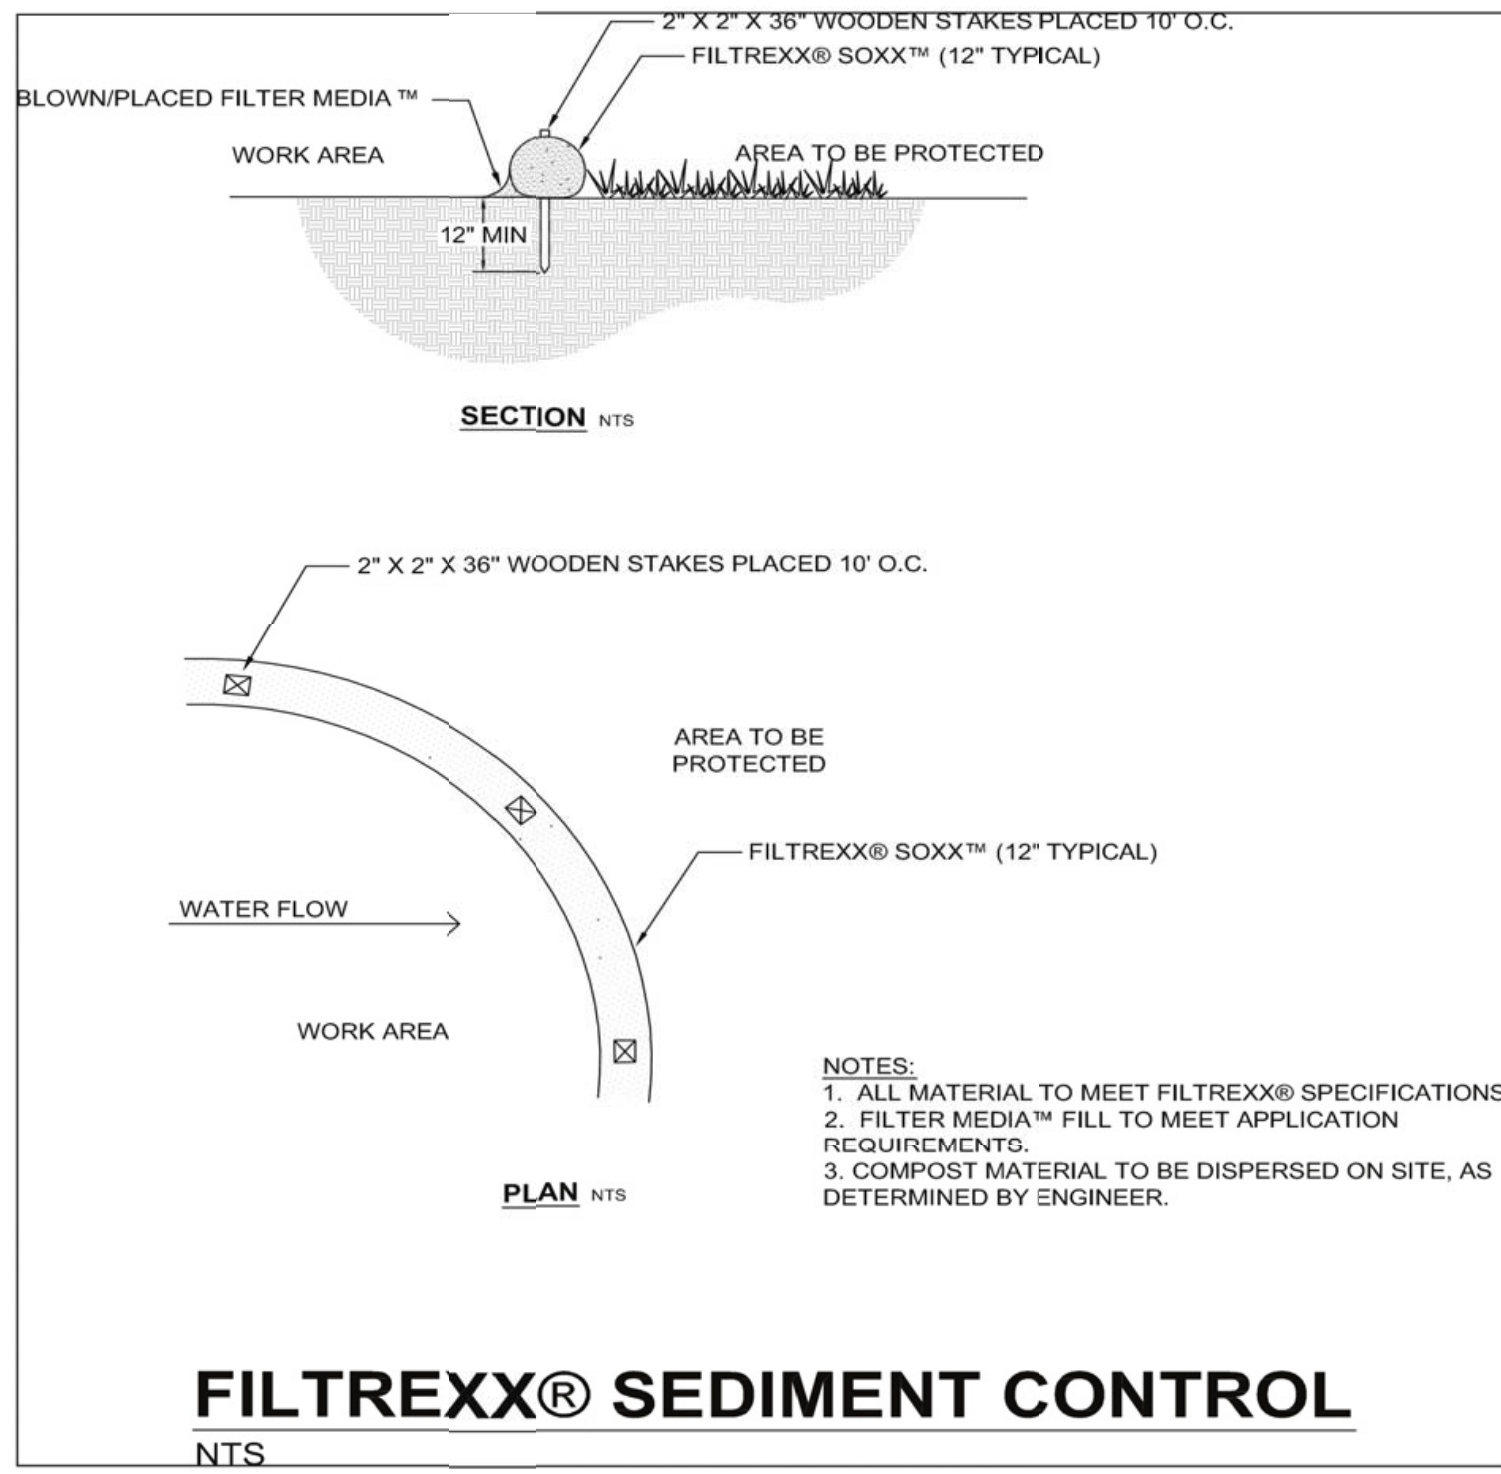 2" X 2" X 36" WOODEN STAKES PLACED 10' O.C.
FILTREXX® SOXX™ (12" TYPICAL)
BLOWN/PLACED FILTER MEDIA ™
WORK AREA
AREA TO BE PROTECTED
12" MIN
SECTION NTS
2" X 2" X 36" WOODEN STAKES PLACED 10' O.C.
AREA TO BE
PROTECTED
FILTREXX® SOXX™ (12" TYPICAL)
WATER FLOW
WORK AREA
NOTES:
1. ALL MATERIAL TO MEET FILTREXX® SPECIFICATIONS
2. FILTER MEDIA™ FILL TO MEET APPLICATION
REQUIREMENTS.
3. COMPOST MATERIAL TO BE DISPERSED ON SITE, AS
DETERMINED BY ENGINEER.
PLAN NTS
FILTREXX® SEDIMENT CONTROL
NTS